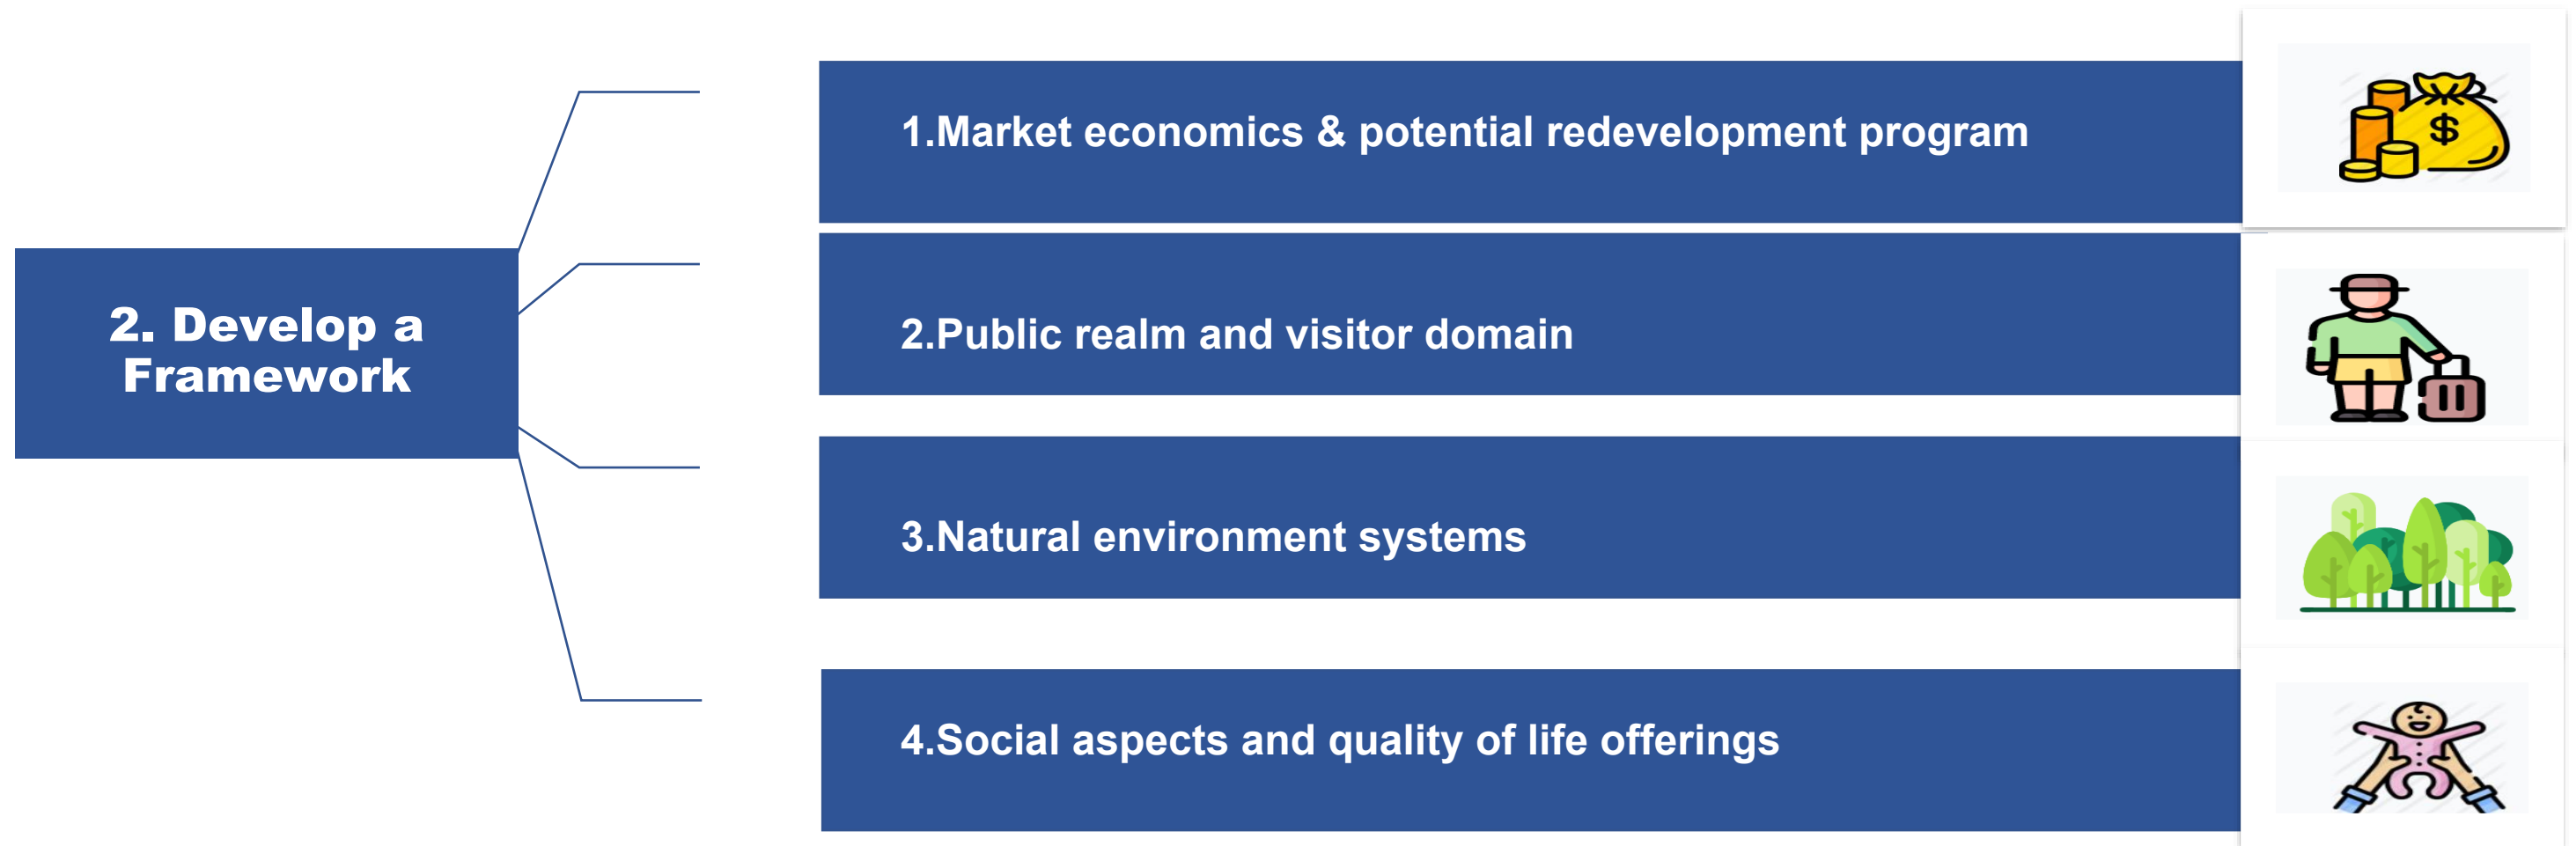 2. Develop a
Framework
1.Market economics & potential redevelopment program
2.Public realm and visitor domain
3.Natural environment systems
4.Social aspects and quality of life offerings
$